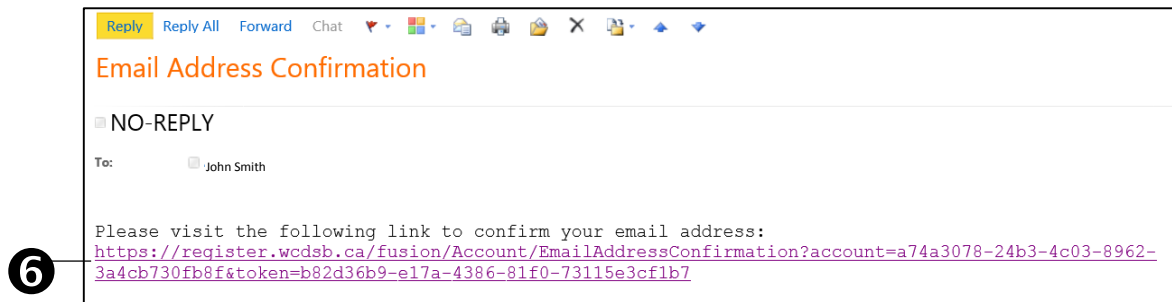 Reply Reply All Forward Chat
Email Address Confirmation
NO-REPLY
To: John Smith
Please visit the following link to confirm your email address:
https://register.wcdsb.ca/fusion/Account/EmailAddressConfirmation?account=a74a3078-24b3-4c03-8962-
3a4cb730fb8f&token=b82d36b9-e17a-4386-81f0-73115e3cf1b7
6